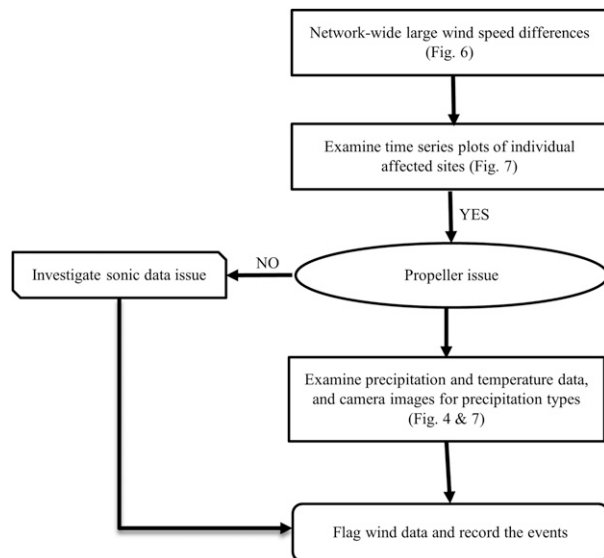 Network-wide large wind speed differences
(Fig. 6)
Examine time series plots of individual
affected sites (Fig. 7)
YES
Investigate sonic data issue
NO
Propeller issue
Examine precipitation and temperature data,
and camera images for precipitation types
(Fig. 4 & 7)
Flag wind data and record the events